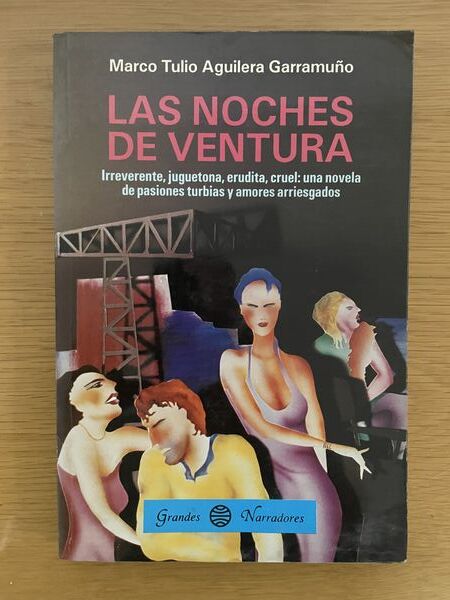 Marco Tulio Aguilera Garramuño
LAS NOCHES
DE VENTURA
Irreverente, juguetona, erudita, cruel: una novela
de pasiones turbias y amores arriesgados
Grandes Narradores